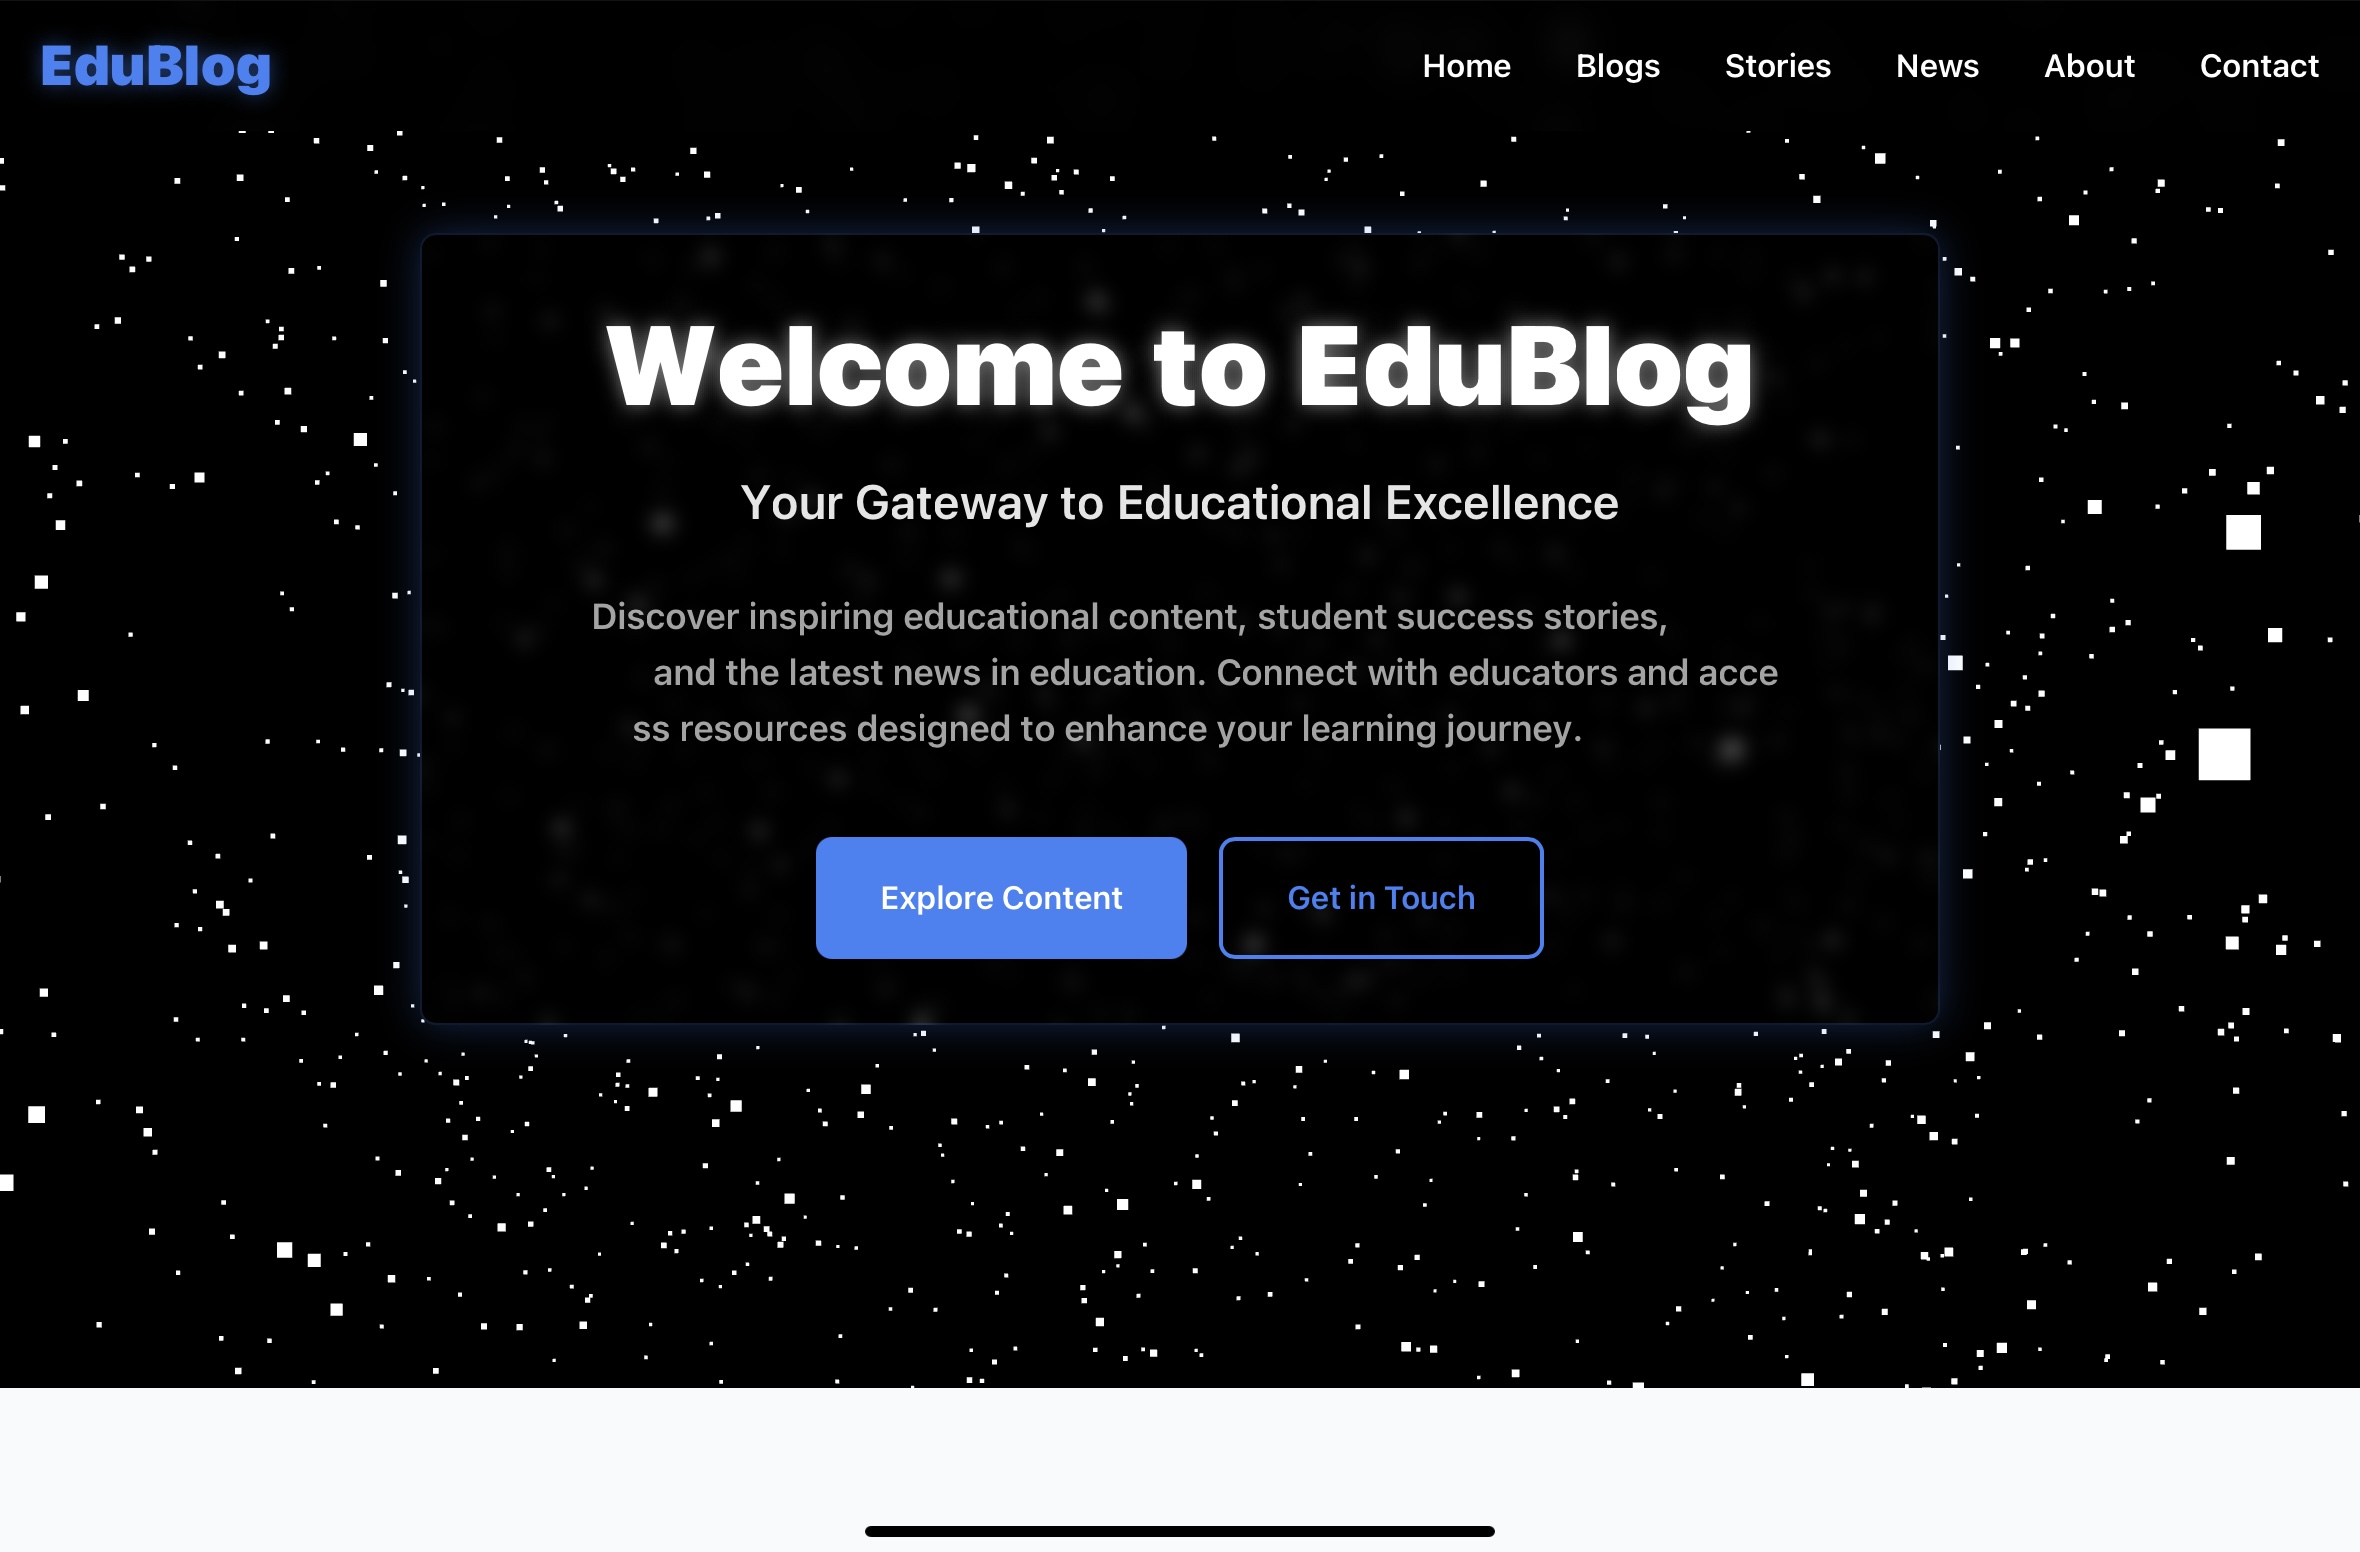 EduBlog
Home Blogs Stories News About Contact
Welcome to EduBlog
Your Gateway to Educational Excellence
Discover inspiring educational content, student success stories,
and the latest news in education. Connect with educators and acce
ss resources designed to enhance your learning journey.
Explore Content Get in Touch